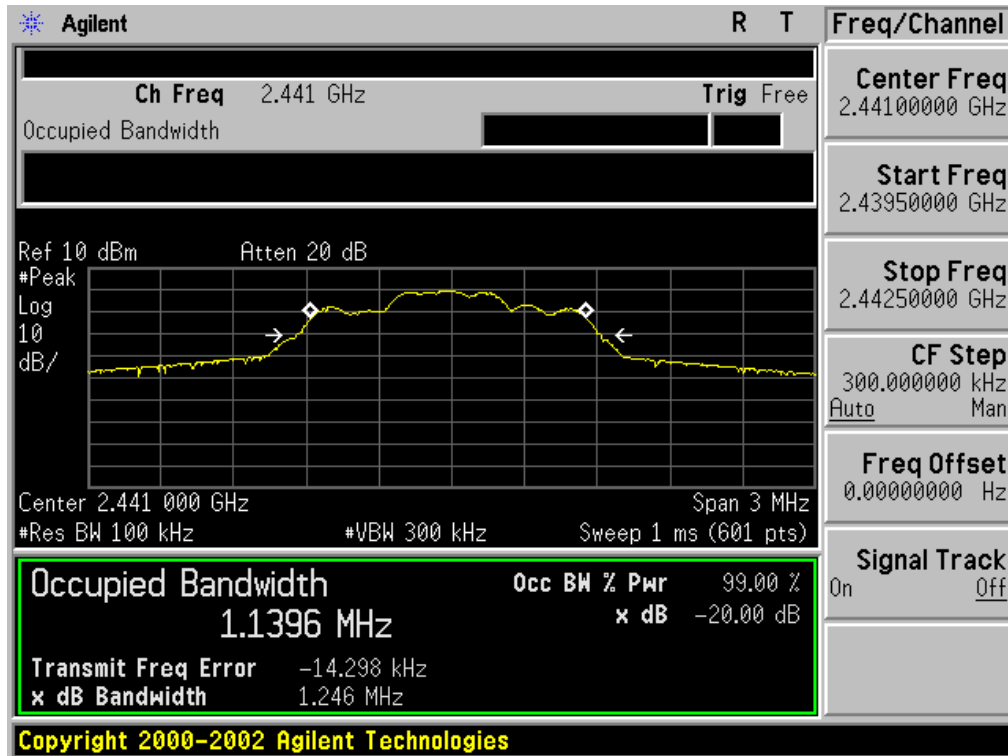 Agilent
R T
Freq/Channel
Ch Freq 2.441 GHz
Trig Free
Occupied Bandwidth
Center Freq
2.44100000 GHz
Start Freq
2.43950000 GHz
Stop Freq
2.44250000 GHz
CF Step
300.000000 kHz
Auto Man
Freq Offset
0.00000000 Hz
Signal Track
On Off
Ref 10 dBm
Atten 20 dB
#Peak
Log
10
dB/
Center 2.441 000 GHz
Span 3 MHz
#Res BW 100 kHz
#VBW 300 kHz
Sweep 1 ms (601 pts)
Occupied Bandwidth
1.1396 MHz
Occ BW % Pwr 99.00 %
x dB -20.00 dB
Transmit Freq Error -14.298 kHz
x dB Bandwidth 1.246 MHz
Copyright 2000-2002 Agilent Technologies